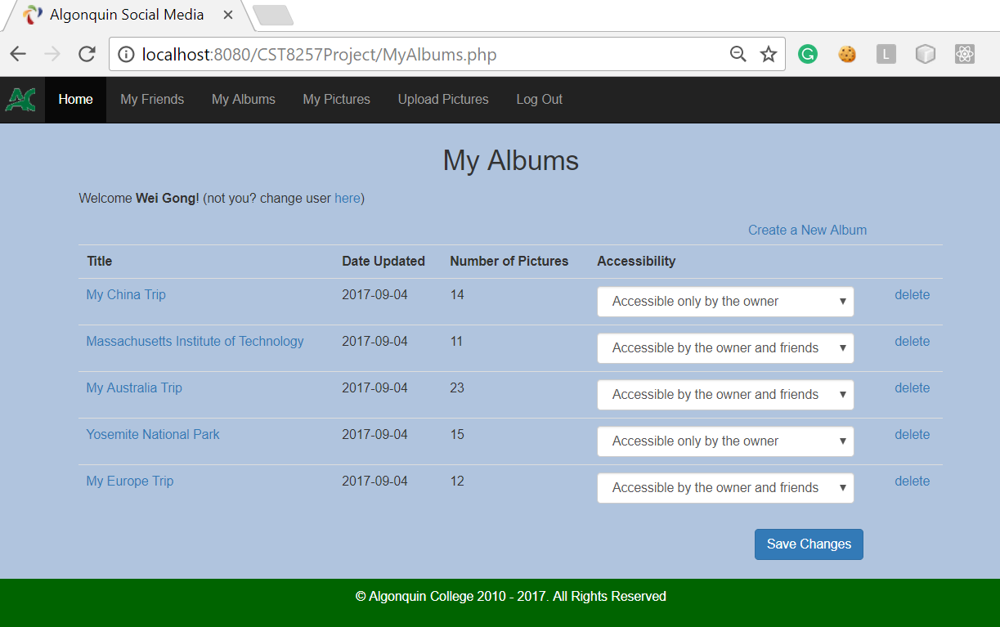 Algonquin Social Media
localhost:8080/CST8257Project/MyAlbums.php
L
Home My Friends My Albums My Pictures Upload Pictures Log Out
My Albums
Welcome Wei Gong! (not you? change user here)
Create a New Album
Title Date Updated Number of Pictures Accessibility
My China Trip 2017-09-04 14 Accessible only by the owner delete
Massachusetts Institute of Technology 2017-09-04 11 Accessible by the owner and friends delete
My Australia Trip 2017-09-04 23 Accessible by the owner and friends delete
Yosemite National Park 2017-09-04 15 Accessible only by the owner delete
My Europe Trip 2017-09-04 12 Accessible by the owner and friends delete
Save Changes
© Algonquin College 2010 - 2017. All Rights Reserved